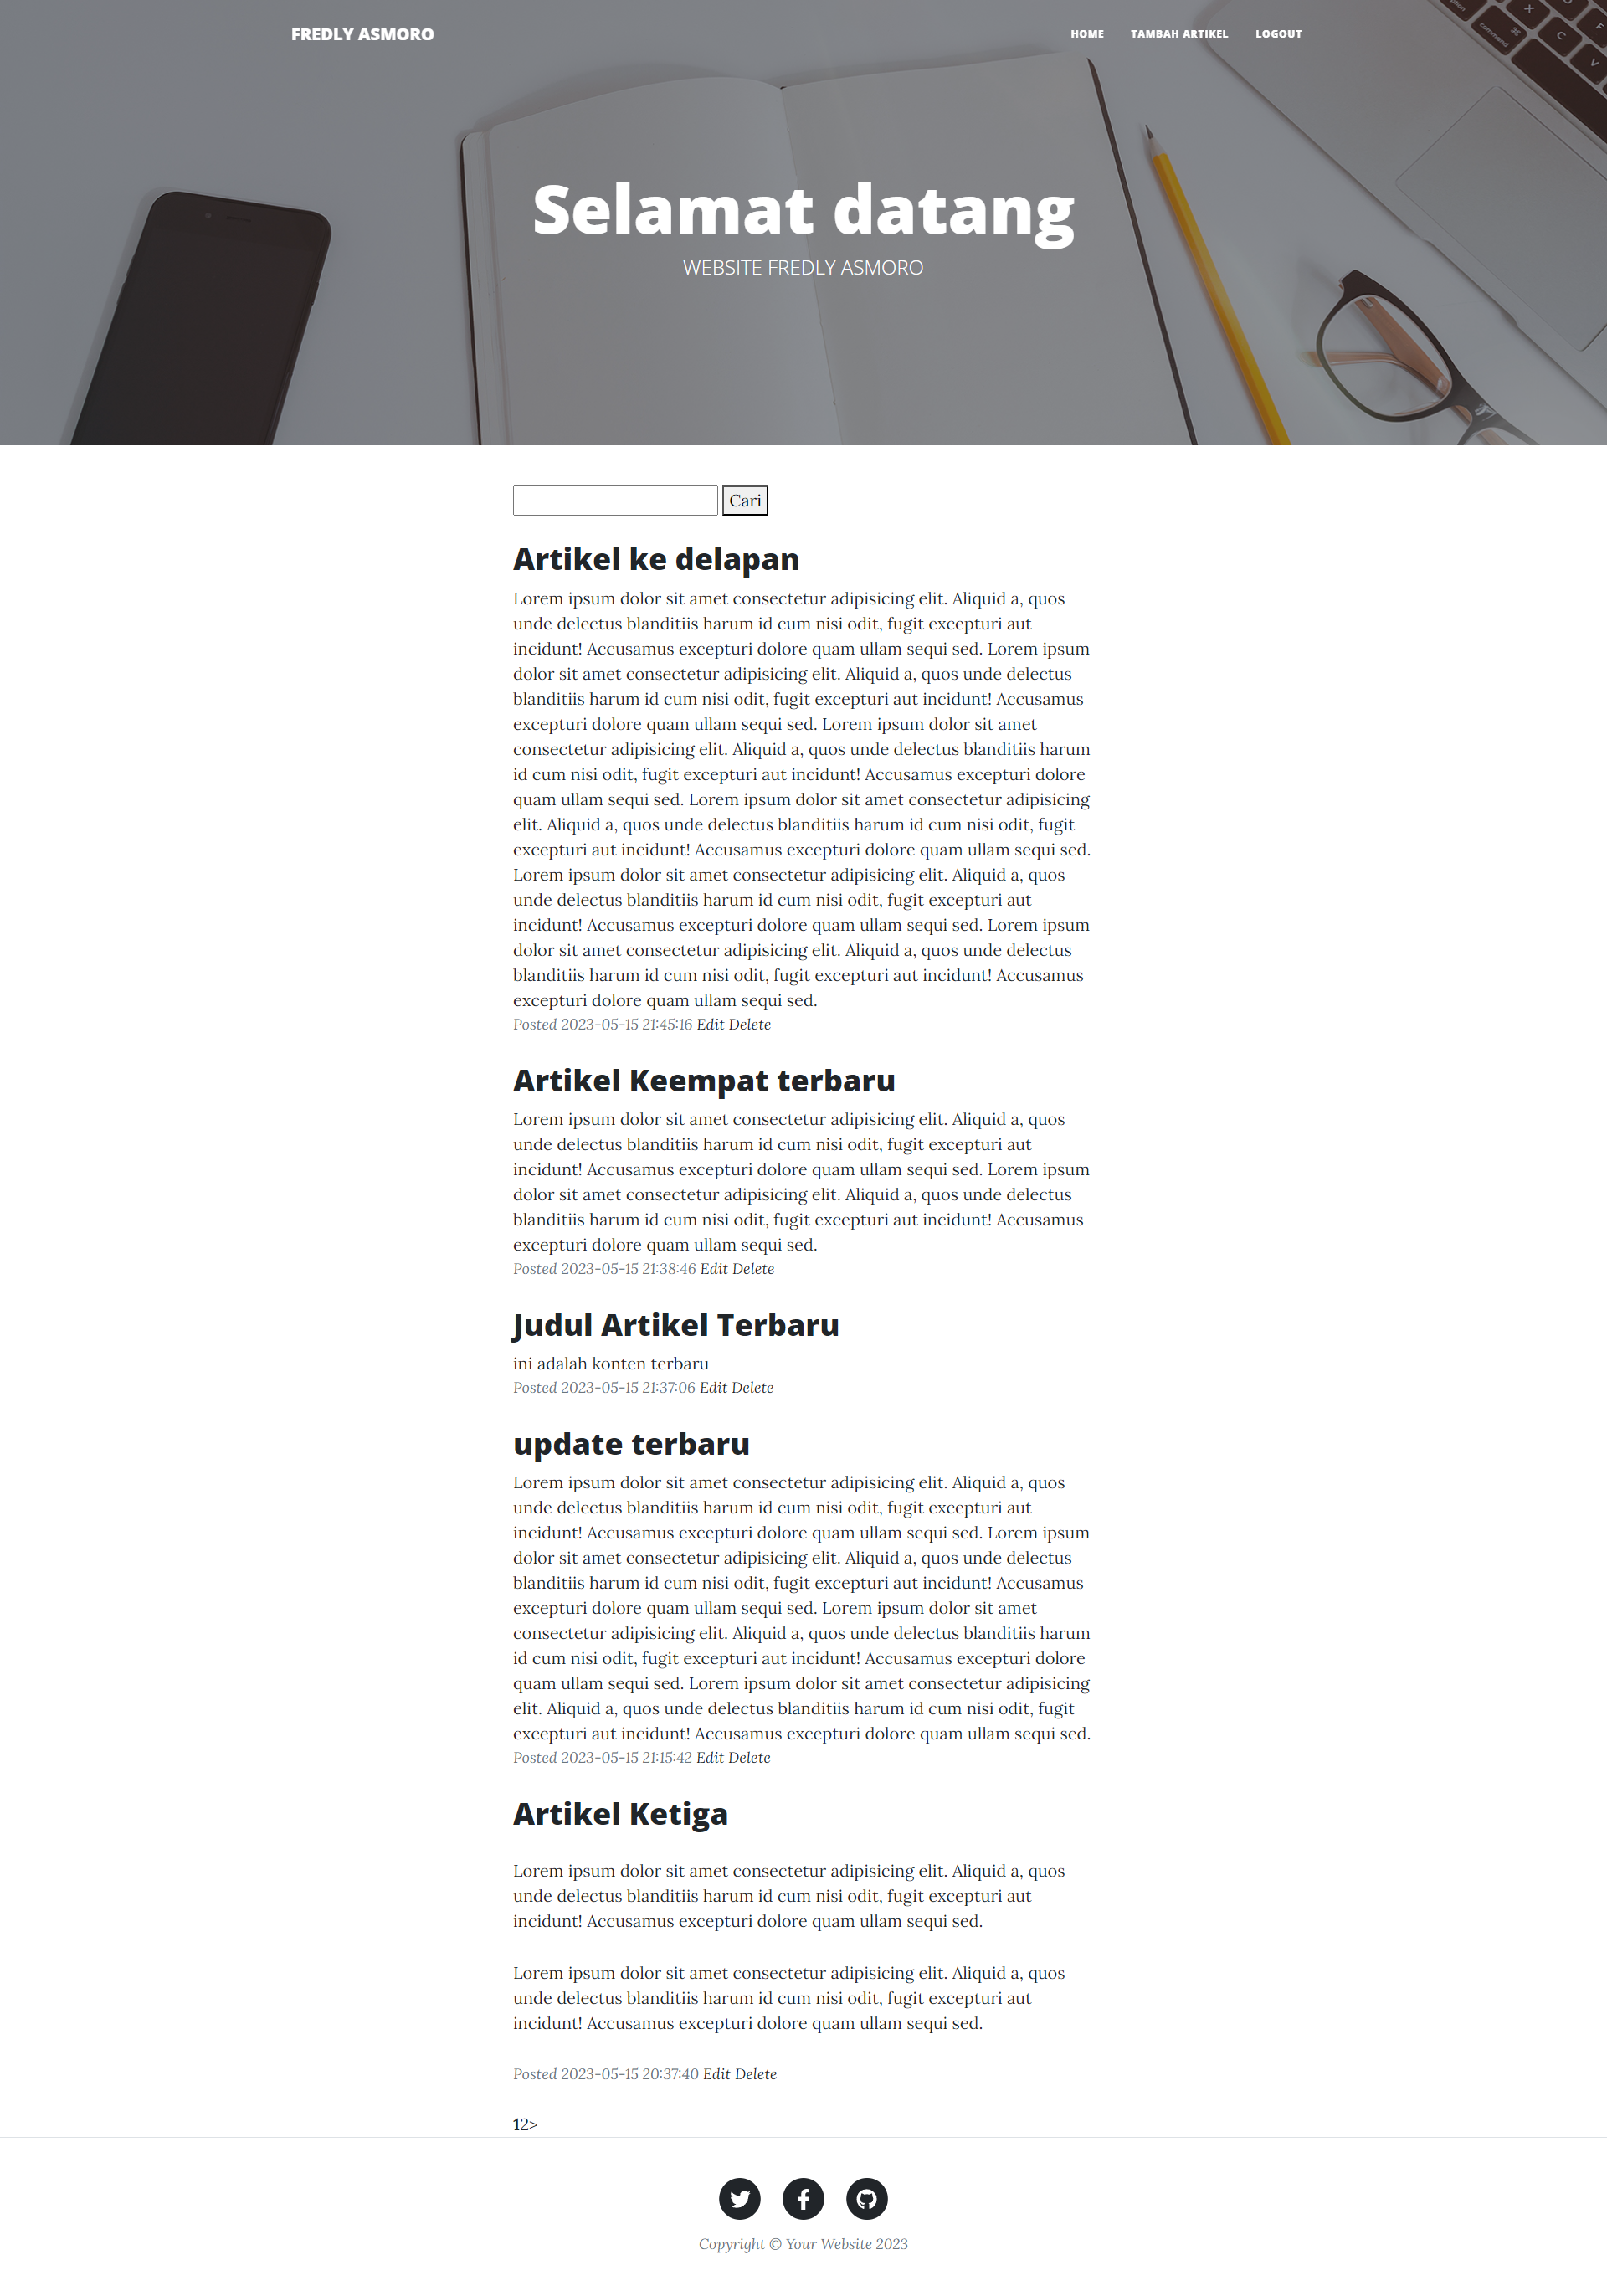 FREDLY ASMORO
HOME TAMBAH ARTIKEL LOGOUT
command
⌘
X
C
V
F
Selamat datang
WEBSITE FREDLY ASMORO
Cari
Artikel ke delapan
Lorem ipsum dolor sit amet consectetur adipisicing elit. Aliquid a, quos
unde delectus blanditiis harum id cum nisi odit, fugit excepturi aut
incidunt! Accusamus excepturi dolore quam ullam sequi sed. Lorem ipsum
dolor sit amet consectetur adipisicing elit. Aliquid a, quos unde delectus
blanditiis harum id cum nisi odit, fugit excepturi aut incidunt! Accusamus
excepturi dolore quam ullam sequi sed. Lorem ipsum dolor sit amet
consectetur adipisicing elit. Aliquid a, quos unde delectus blanditiis harum
id cum nisi odit, fugit excepturi aut incidunt! Accusamus excepturi dolore
quam ullam sequi sed. Lorem ipsum dolor sit amet consectetur adipisicing
elit. Aliquid a, quos unde delectus blanditiis harum id cum nisi odit, fugit
excepturi aut incidunt! Accusamus excepturi dolore quam ullam sequi sed.
Lorem ipsum dolor sit amet consectetur adipisicing elit. Aliquid a, quos
unde delectus blanditiis harum id cum nisi odit, fugit excepturi aut
incidunt! Accusamus excepturi dolore quam ullam sequi sed. Lorem ipsum
dolor sit amet consectetur adipisicing elit. Aliquid a, quos unde delectus
blanditiis harum id cum nisi odit, fugit excepturi aut incidunt! Accusamus
excepturi dolore quam ullam sequi sed.
Posted 2023-05-15 21:45:16 Edit Delete
Artikel Keempat terbaru
Lorem ipsum dolor sit amet consectetur adipisicing elit. Aliquid a, quos
unde delectus blanditiis harum id cum nisi odit, fugit excepturi aut
incidunt! Accusamus excepturi dolore quam ullam sequi sed. Lorem ipsum
dolor sit amet consectetur adipisicing elit. Aliquid a, quos unde delectus
blanditiis harum id cum nisi odit, fugit excepturi aut incidunt! Accusamus
excepturi dolore quam ullam sequi sed.
Posted 2023-05-15 21:38:46 Edit Delete
Judul Artikel Terbaru
ini adalah konten terbaru
Posted 2023-05-15 21:37:06 Edit Delete
update terbaru
Lorem ipsum dolor sit amet consectetur adipisicing elit. Aliquid a, quos
unde delectus blanditiis harum id cum nisi odit, fugit excepturi aut
incidunt! Accusamus excepturi dolore quam ullam sequi sed. Lorem ipsum
dolor sit amet consectetur adipisicing elit. Aliquid a, quos unde delectus
blanditiis harum id cum nisi odit, fugit excepturi aut incidunt! Accusamus
excepturi dolore quam ullam sequi sed. Lorem ipsum dolor sit amet
consectetur adipisicing elit. Aliquid a, quos unde delectus blanditiis harum
id cum nisi odit, fugit excepturi aut incidunt! Accusamus excepturi dolore
quam ullam sequi sed. Lorem ipsum dolor sit amet consectetur adipisicing
elit. Aliquid a, quos unde delectus blanditiis harum id cum nisi odit, fugit
excepturi aut incidunt! Accusamus excepturi dolore quam ullam sequi sed.
Posted 2023-05-15 21:15:42 Edit Delete
Artikel Ketiga
Lorem ipsum dolor sit amet consectetur adipisicing elit. Aliquid a, quos
unde delectus blanditiis harum id cum nisi odit, fugit excepturi aut
incidunt! Accusamus excepturi dolore quam ullam sequi sed.
Lorem ipsum dolor sit amet consectetur adipisicing elit. Aliquid a, quos
unde delectus blanditiis harum id cum nisi odit, fugit excepturi aut
incidunt! Accusamus excepturi dolore quam ullam sequi sed.
Posted 2023-05-15 20:37:40 Edit Delete
12>
Copyright © Your Website 2023